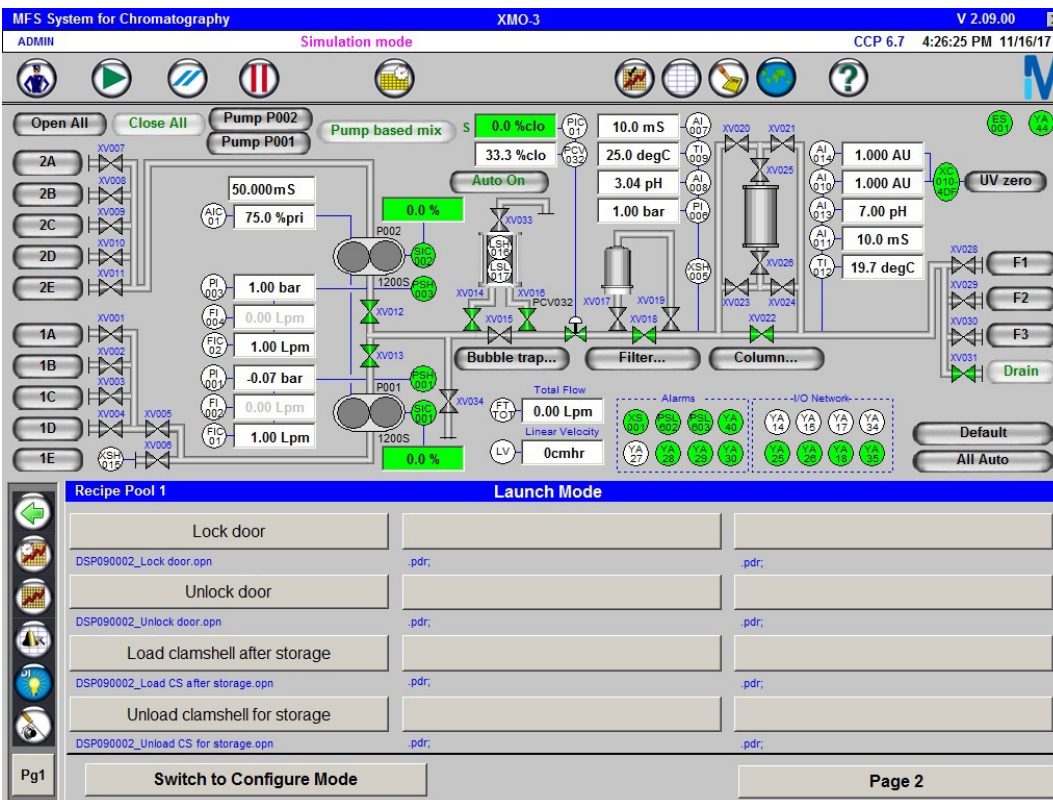 MFS System for Chromatography XMO-3 V 2.09.00
ADMIN Simulation mode CCP 6.7 4:26:25 PM 11/16/17
Open All Close All Pump P002 Pump based mix S 0.0 %clo PIC 01 10.0 mS AI 007 XV020 XV021 ES 001 YA 44
Pump P001 33.3 %clo PCV 032 25.0 degC TI 009 AI 014 1.000 AU
2A XV007 Auto On 3.04 pH AI 008 XV025 AI 010 1.000 AU XC 010 4DF UV zero
2B XV008 50.000mS 0.0 % 1.00 bar PI 006 AI 013 7.00 pH
2C XV009 AIC 01 75.0 %pri P002 XV033 AI 011 10.0 mS
2D XV010 SIC 002 LSH 016 XSH 005 XV026 TI 012 19.7 degC XV028 F1
2E XV011 PI 003 1.00 bar 1200S PSH 003 LSL 017 XV029 F2
FI 004 0.00 Lpm XV012 XV014 XV016 PCV032 XV017 XV019 XV023 XV024
1A XV001 FIC 02 1.00 Lpm XV015 XV018 XV022 XV030 F3
1B XV002 XV013 Bubble trap... Filter... Column... XV031 Drain
1C XV003 PI 001 -0.07 bar PSH 001 P001
1D XV004 XV005 FI 002 0.00 Lpm SIC 001 XV034 Total Flow Alarms I/O Network
FT TOT 0.00 Lpm XS 001 PSL 602 PSL 603 YA 40 YA 14 YA 15 YA 17 YA 34
1E XSH 015 XV006 FIC 01 1.00 Lpm 1200S Linear Velocity Default
0.0 % LV 0cmhr YA 27 YA 28 YA 29 YA 30 YA 25 YA 26 YA 18 YA 35 All Auto
Recipe Pool 1 Launch Mode
Lock door
DSP090002_Lock door.opn .pdr; .pdr;
Unlock door
DSP090002_Unlock door.opn .pdr; .pdr;
Load clamshell after storage
DSP090002_Load CS after storage.opn .pdr; .pdr;
Unload clamshell for storage
DSP090002_Unload CS for storage.opn .pdr; .pdr;
Pg1 Switch to Configure Mode Page 2